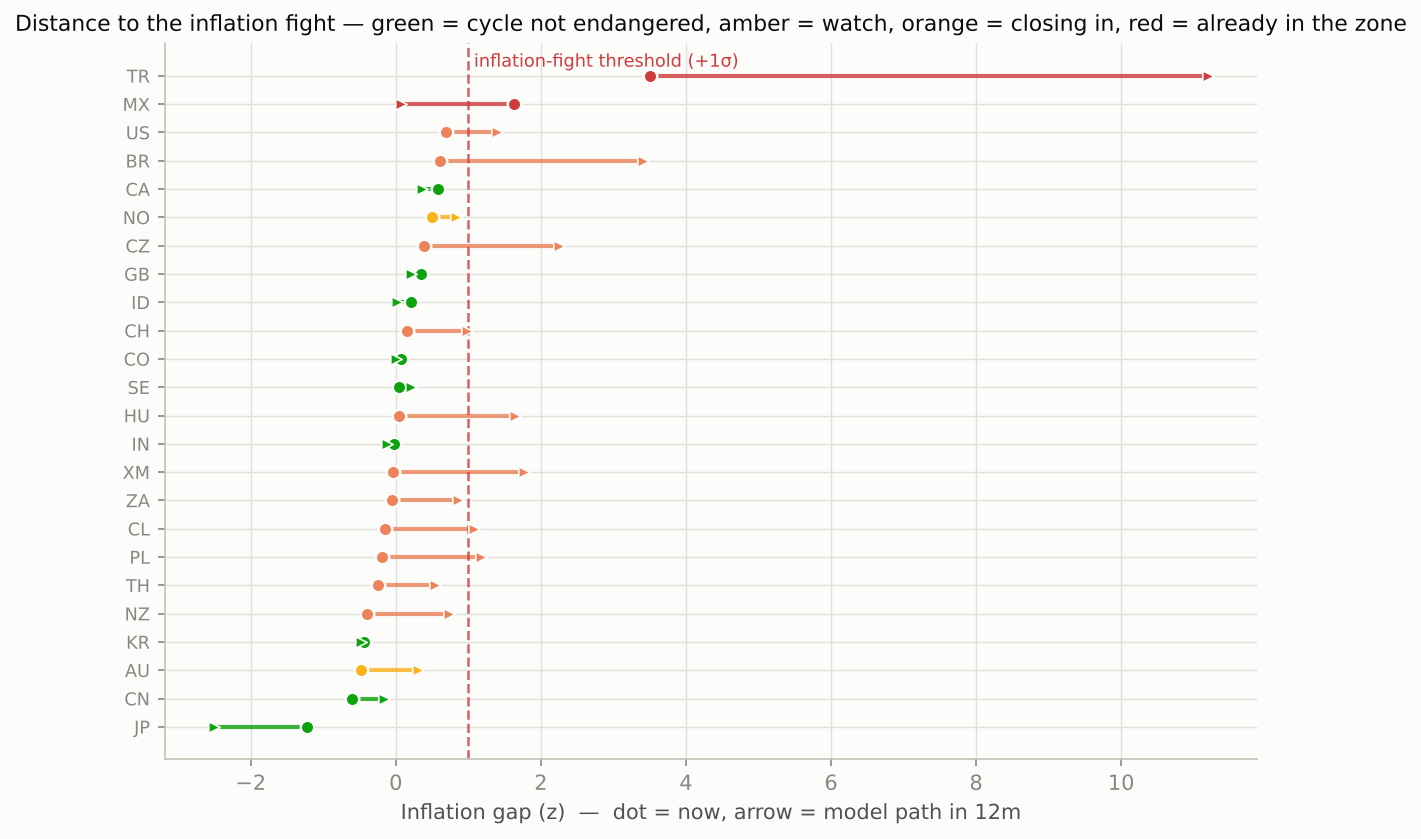 Distance to the inflation fight — green = cycle not endangered, amber = watch, orange = closing in, red = already in the zone
inflation-fight threshold (+1σ)
TR
MX
US
BR
CA
NO
CZ
GB
ID
CH
CO
SE
HU
IN
XM
ZA
CL
PL
TH
NZ
KR
AU
CN
JP
−2 0 2 4 6 8 10
Inflation gap (z) — dot = now, arrow = model path in 12m